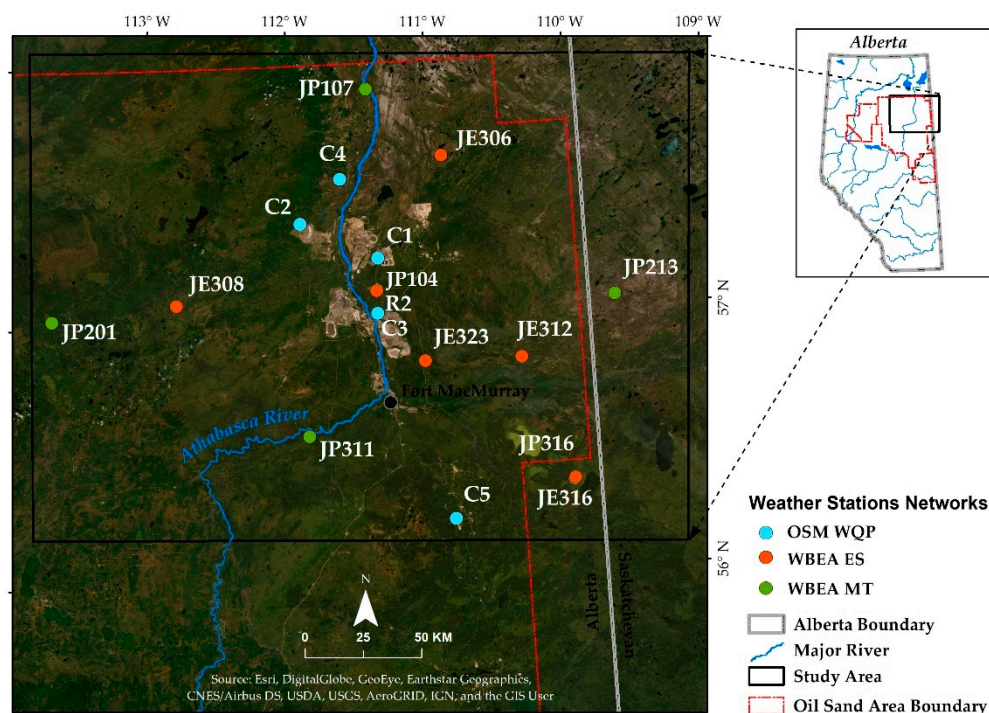 113° W
112° W
111° W
110° W
109° W
Alberta
JP107
JE306
C4
C2
C1
JP213
JE308
JP104
57° N
R2
JP201
C3
JE312
JE323
Fort MacMurray
Athabasca River
JP311
JP316
JE316
C5
56° N
Alberta
Saskatchevan
N
0 25 50 KM
Source: Esri, DigitalGlobe, GeoEye, Earthstar Geographics,
CNES/Airbus DS, USDA, USGS, AeroGRID, IGN, and the GIS User
Weather Stations Networks
OSM WQP
WBEA ES
WBEA MT
Alberta Boundary
Major River
Study Area
Oil Sand Area Boundary